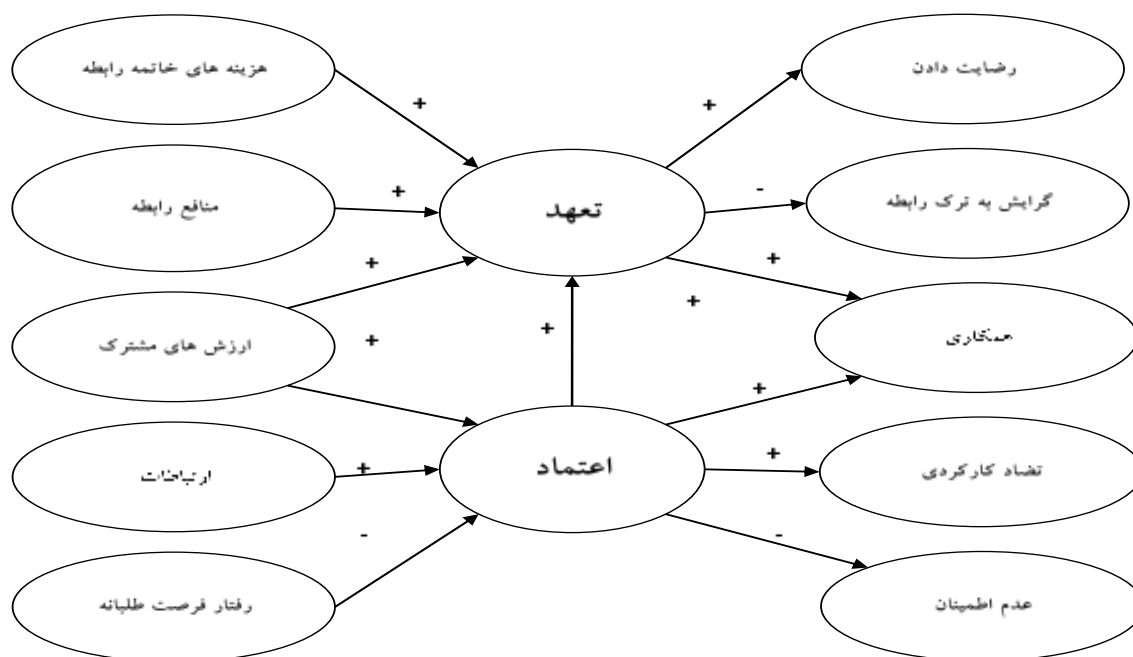 هزینه های خاتمه رابطه
رضایت دادن
+
+
منافع رابطه
+
تعهد
-
گرایش به ترک رابطه
+
+
ارزش های مشترک
+
+
+
همکاری
+
ارتباطات
+
اعتماد
+
تضاد کارکردی
-
-
رفتار فرصت طلبانه
عدم اطمینان